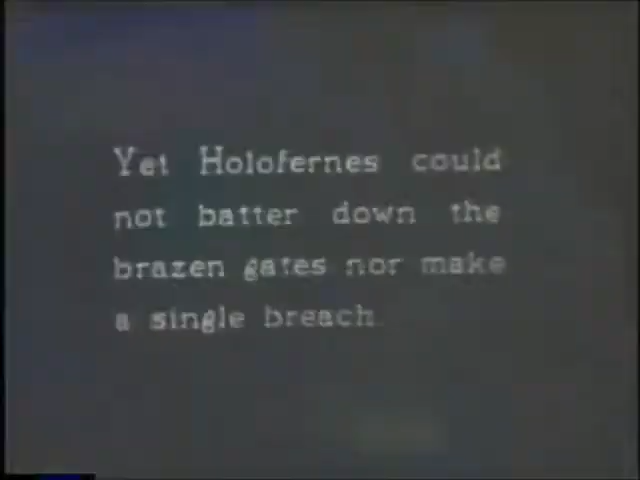 Yet Holofernes could
not batter down the
brazen gates nor make
a single breach.